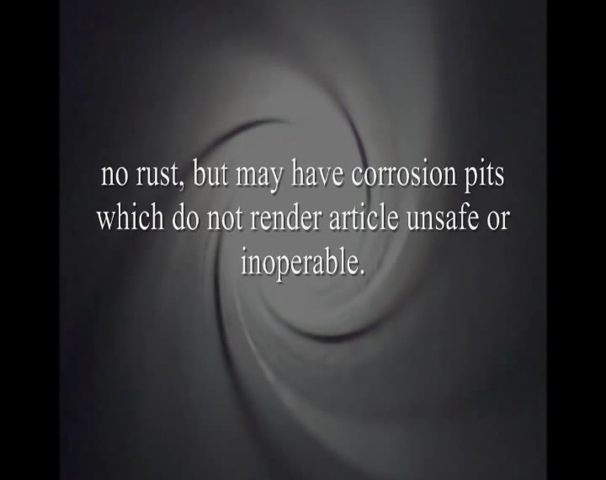 no rust, but may have corrosion pits
which do not render article unsafe or
inoperable.